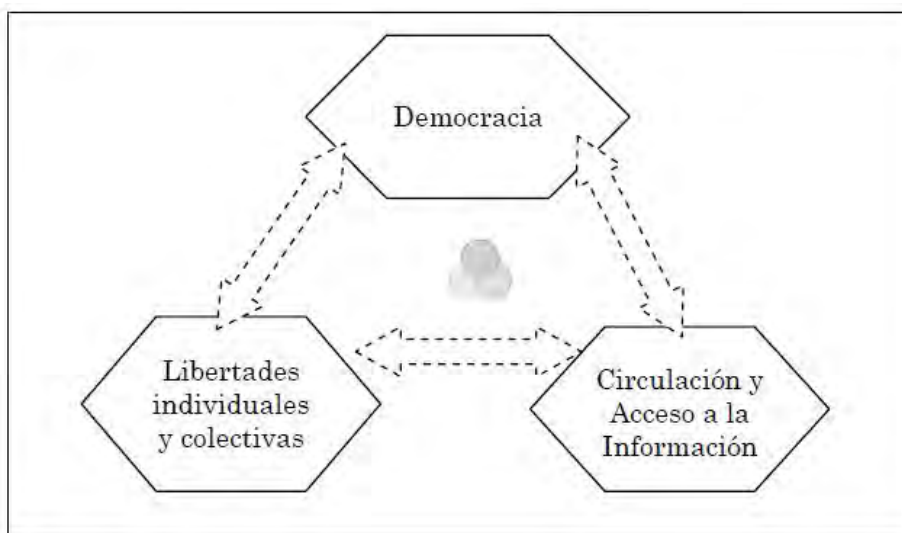 Democracia
Libertades
individuales
y colectivas
Circulación y
Acceso a la
Información